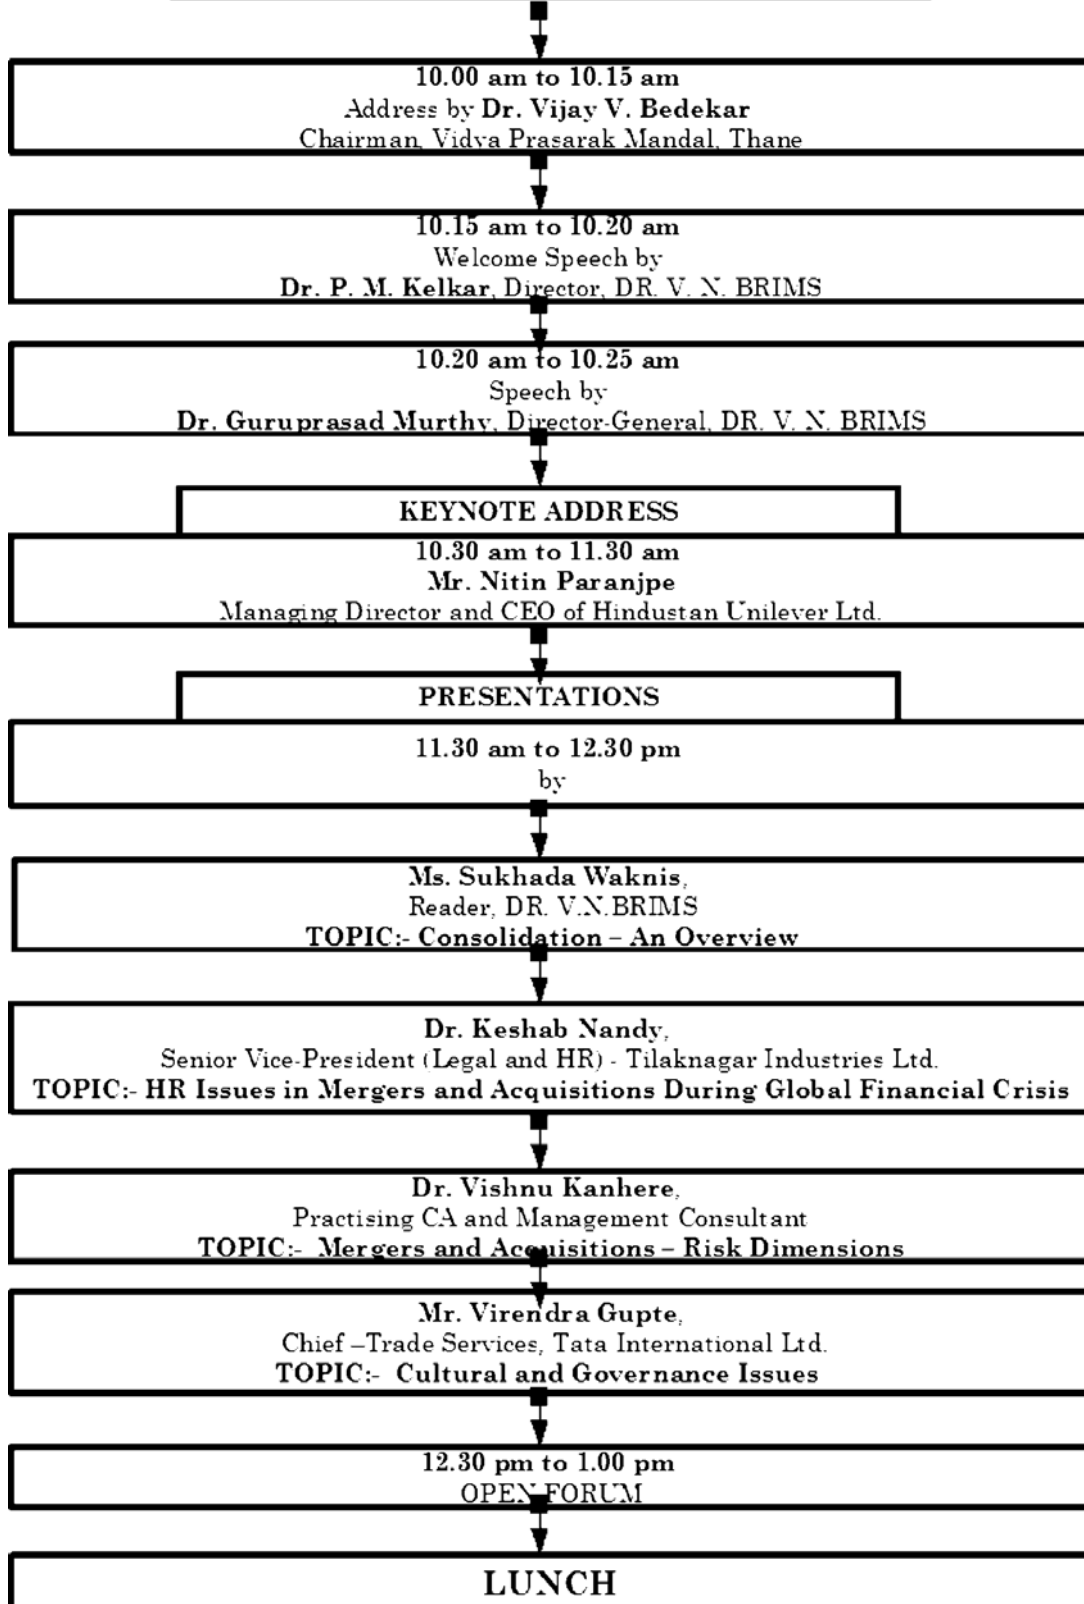 10.00 am to 10.15 am
Address by Dr. Vijay V. Bedekar
Chairman, Vidya Prasarak Mandal, Thane
10.15 am to 10.20 am
Welcome Speech by
Dr. P. M. Kelkar, Director, DR. V. N. BRIMS
10.20 am to 10.25 am
Speech by
Dr. Guruprasad Murthy, Director-General, DR. V. N. BRIMS
KEYNOTE ADDRESS
10.30 am to 11.30 am
Mr. Nitin Paranjpe
Managing Director and CEO of Hindustan Unilever Ltd.
PRESENTATIONS
11.30 am to 12.30 pm
by
Ms. Sukhada Waknis,
Reader, DR. V.N.BRIMS
TOPIC:- Consolidation – An Overview
Dr. Keshab Nandy,
Senior Vice-President (Legal and HR) - Tilaknagar Industries Ltd.
TOPIC:- HR Issues in Mergers and Acquisitions During Global Financial Crisis
Dr. Vishnu Kanhere,
Practising CA and Management Consultant
TOPIC:- Mergers and Acquisitions – Risk Dimensions
Mr. Virendra Gupte,
Chief –Trade Services, Tata International Ltd.
TOPIC:- Cultural and Governance Issues
12.30 pm to 1.00 pm
OPEN FORUM
LUNCH